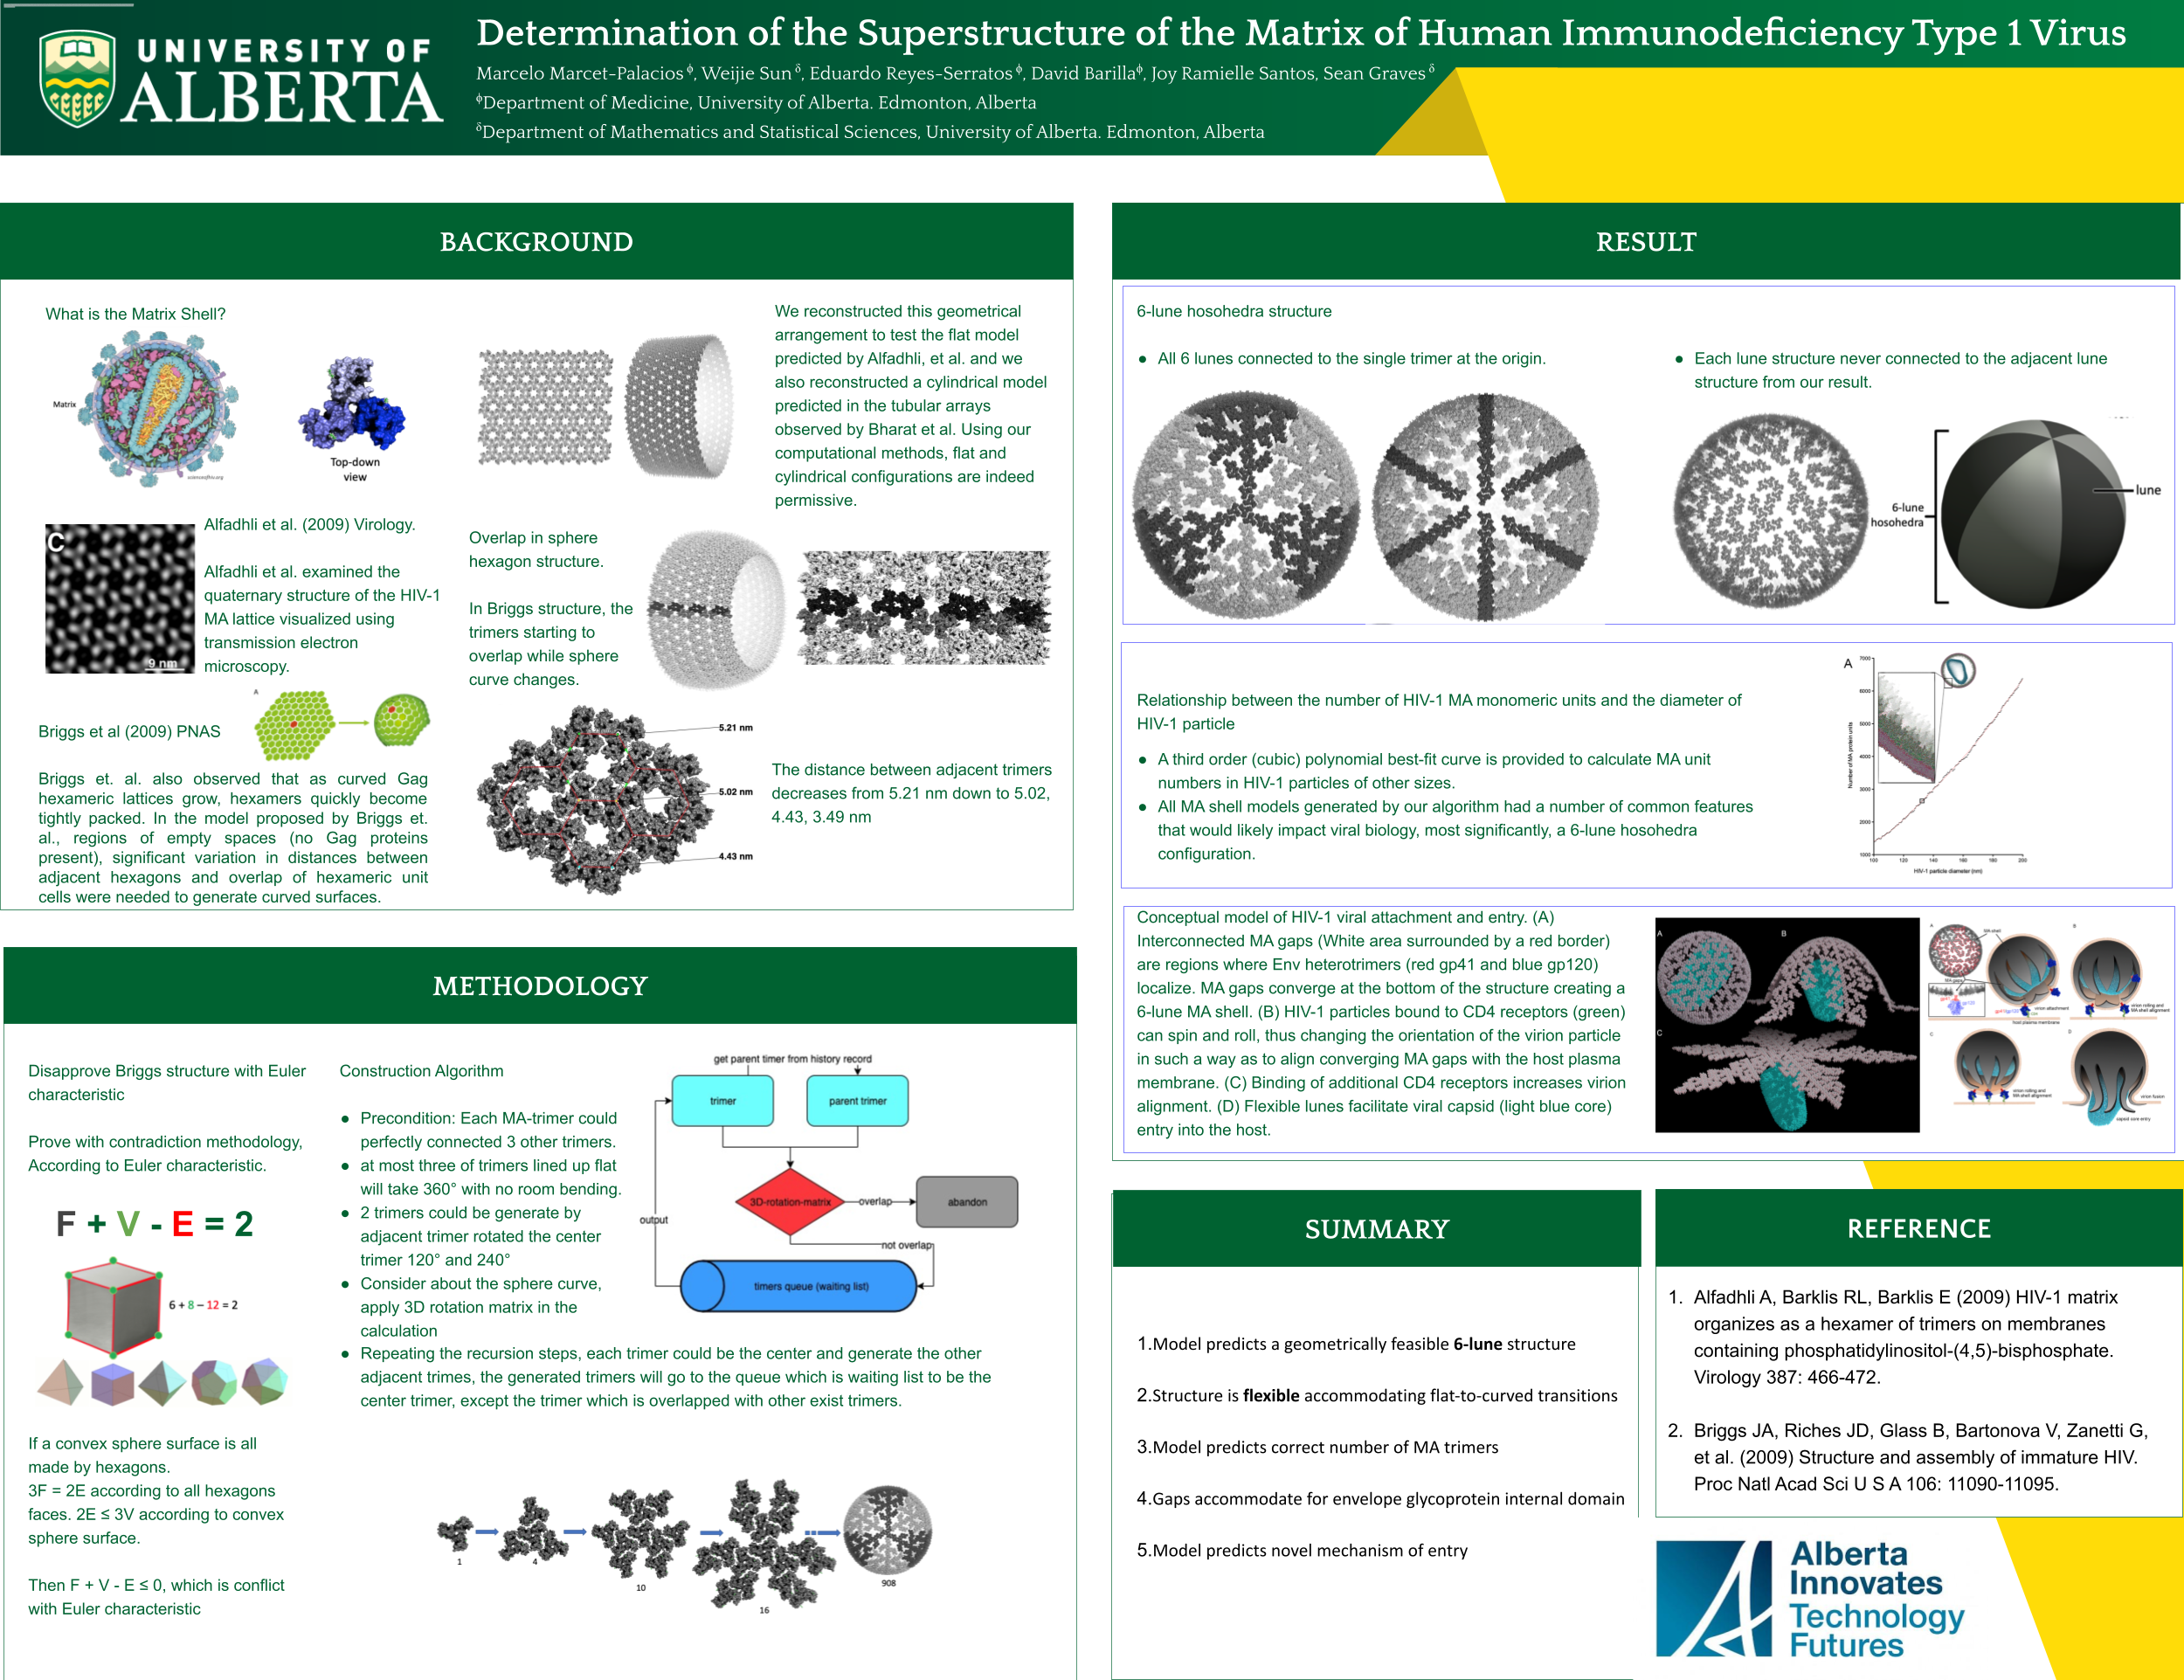 UNIVERSITY OF
ALBERTA
Determination of the Superstructure of the Matrix of Human Immunodeficiency Type 1 Virus
Marcelo Marcet-Palacios ϕ, Weijie Sun δ, Eduardo Reyes-Serratos ϕ, David Barillaϕ, Joy Ramielle Santos, Sean Graves δ
ϕDepartment of Medicine, University of Alberta. Edmonton, Alberta
δDepartment of Mathematics and Statistical Sciences, University of Alberta. Edmonton, Alberta
BACKGROUND
What is the Matrix Shell?
Matrix
scienceofhiv.org
Top-down
view
We reconstructed this geometrical
arrangement to test the flat model
predicted by Alfadhli, et al. and we
also reconstructed a cylindrical model
predicted in the tubular arrays
observed by Bharat et al. Using our
computational methods, flat and
cylindrical configurations are indeed
permissive.
C
9 nm
Alfadhli et al. (2009) Virology.
Alfadhli et al. examined the
quaternary structure of the HIV-1
MA lattice visualized using
transmission electron
microscopy.
Overlap in sphere
hexagon structure.
In Briggs structure, the
trimers starting to
overlap while sphere
curve changes.
A
Briggs et al (2009) PNAS
Briggs et. al. also observed that as curved Gag
hexameric lattices grow, hexamers quickly become
tightly packed. In the model proposed by Briggs et.
al., regions of empty spaces (no Gag proteins
present), significant variation in distances between
adjacent hexagons and overlap of hexameric unit
cells were needed to generate curved surfaces.
5.21 nm
5.02 nm
4.43 nm
The distance between adjacent trimers
decreases from 5.21 nm down to 5.02,
4.43, 3.49 nm
METHODOLOGY
Disapprove Briggs structure with Euler
characteristic
Prove with contradiction methodology,
According to Euler characteristic.
F + V - E = 2
6 + 8 – 12 = 2
If a convex sphere surface is all
made by hexagons.
3F = 2E according to all hexagons
faces. 2E ≤ 3V according to convex
sphere surface.
Then F + V - E ≤ 0, which is conflict
with Euler characteristic
Construction Algorithm
● Precondition: Each MA-trimer could
perfectly connected 3 other trimers.
● at most three of trimers lined up flat
will take 360° with no room bending.
● 2 trimers could be generate by
adjacent trimer rotated the center
trimer 120° and 240°
● Consider about the sphere curve,
apply 3D rotation matrix in the
calculation
● Repeating the recursion steps, each trimer could be the center and generate the other
adjacent trimes, the generated trimers will go to the queue which is waiting list to be the
center trimer, except the trimer which is overlapped with other exist trimers.
get parent timer from history record
trimer
parent trimer
3D-rotation-matrix
overlap
abandon
output
not overlap
timers queue (waiting list)
1
4
10
16
908
RESULT
6-lune hosohedra structure
● All 6 lunes connected to the single trimer at the origin.
● Each lune structure never connected to the adjacent lune
structure from our result.
6-lune
hosohedra
lune
Relationship between the number of HIV-1 MA monomeric units and the diameter of
HIV-1 particle
● A third order (cubic) polynomial best-fit curve is provided to calculate MA unit
numbers in HIV-1 particles of other sizes.
● All MA shell models generated by our algorithm had a number of common features
that would likely impact viral biology, most significantly, a 6-lune hosohedra
configuration.
A
Number of MA protein units
7000
6000
5000
4000
3000
2000
1000
100 120 140 160 180 200
HIV-1 particle diameter (nm)
Conceptual model of HIV-1 viral attachment and entry. (A)
Interconnected MA gaps (White area surrounded by a red border)
are regions where Env heterotrimers (red gp41 and blue gp120)
localize. MA gaps converge at the bottom of the structure creating a
6-lune MA shell. (B) HIV-1 particles bound to CD4 receptors (green)
can spin and roll, thus changing the orientation of the virion particle
in such a way as to align converging MA gaps with the host plasma
membrane. (C) Binding of additional CD4 receptors increases virion
alignment. (D) Flexible lunes facilitate viral capsid (light blue core)
entry into the host.
A
B
C
A
B
C
D
MA shell
MA gaps
virion attachment
host plasma membrane
virion rolling and
MA shell alignment
virion rolling and
MA shell alignment
virion fusion
capsid core entry
SUMMARY
1.Model predicts a geometrically feasible 6-lune structure
2.Structure is flexible accommodating flat-to-curved transitions
3.Model predicts correct number of MA trimers
4.Gaps accommodate for envelope glycoprotein internal domain
5.Model predicts novel mechanism of entry
REFERENCE
1. Alfadhli A, Barklis RL, Barklis E (2009) HIV-1 matrix
organizes as a hexamer of trimers on membranes
containing phosphatidylinositol-(4,5)-bisphosphate.
Virology 387: 466-472.
2. Briggs JA, Riches JD, Glass B, Bartonova V, Zanetti G,
et al. (2009) Structure and assembly of immature HIV.
Proc Natl Acad Sci U S A 106: 11090-11095.
Alberta
Innovates
Technology
Futures